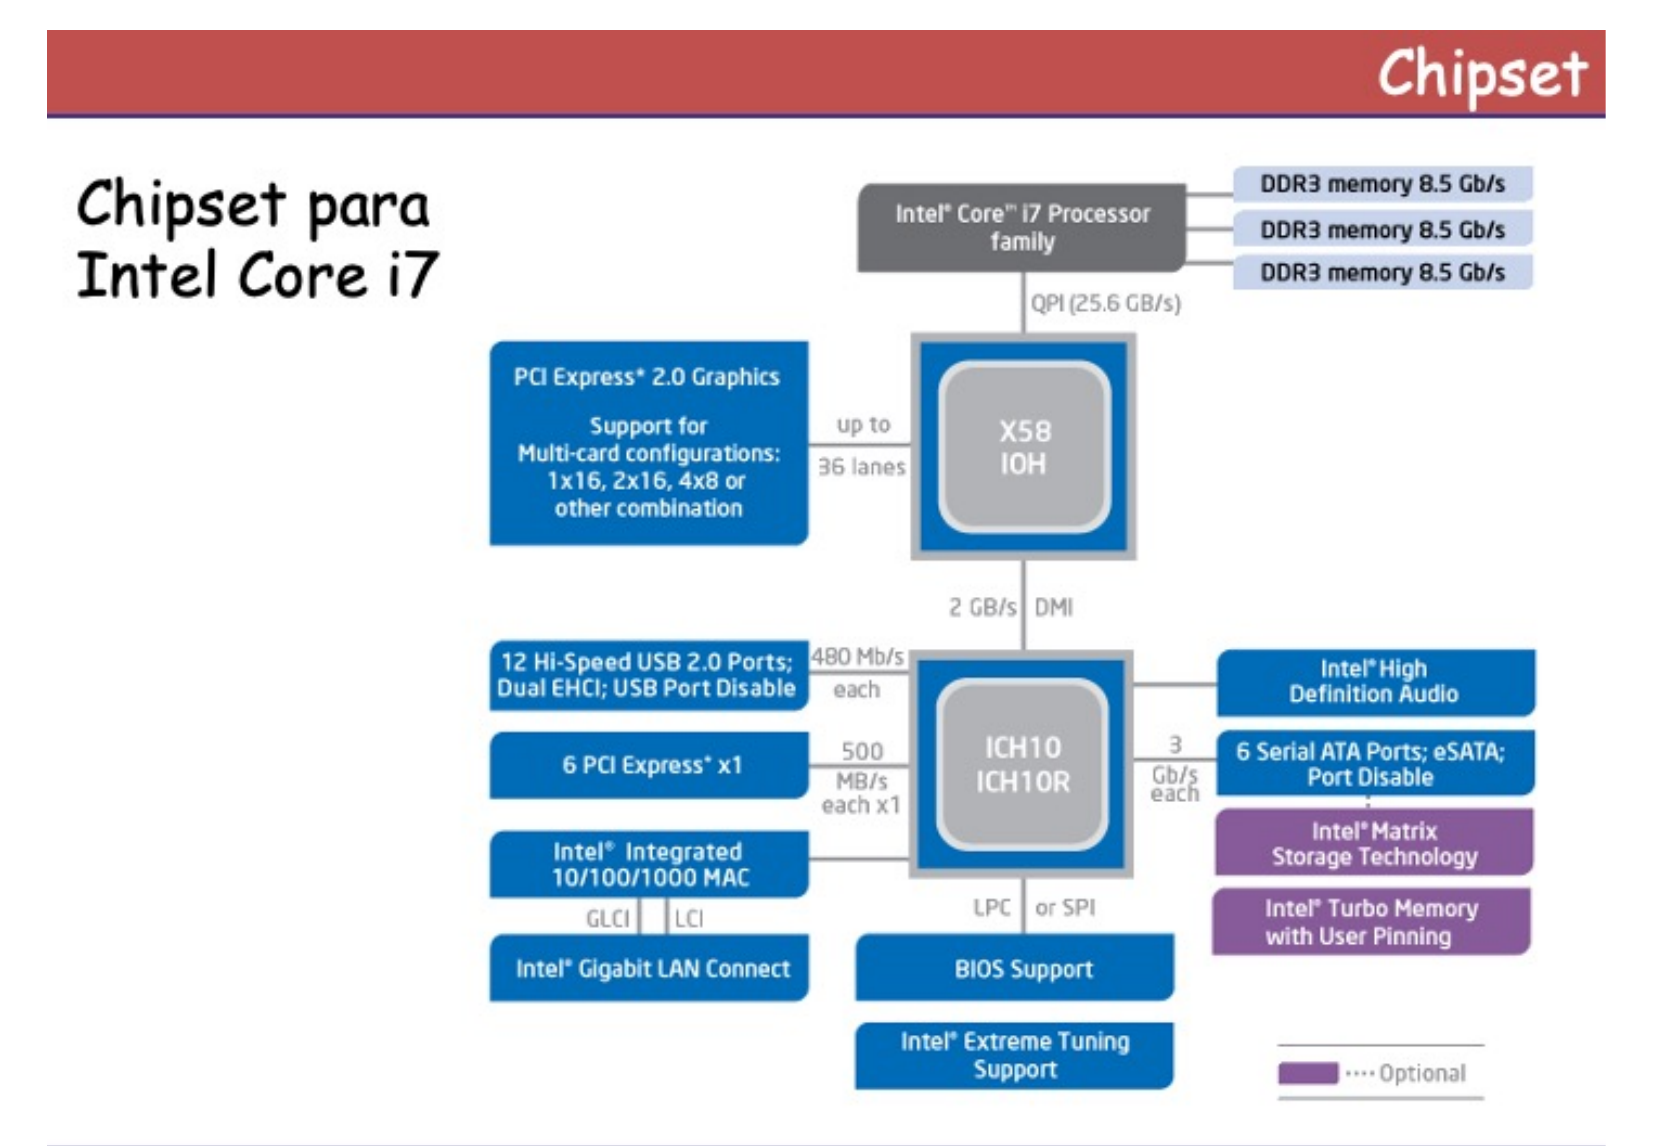 Chipset
Chipset para
Intel Core i7
Intel® Core™ i7 Processor
family
DDR3 memory 8.5 Gb/s
DDR3 memory 8.5 Gb/s
DDR3 memory 8.5 Gb/s
QPI (25.6 GB/s)
PCI Express* 2.0 Graphics
Support for
Multi-card configurations:
1x16, 2x16, 4x8 or
other combination
up to
36 lanes
X58
IOH
2 GB/s DMI
12 Hi-Speed USB 2.0 Ports;
Dual EHCI; USB Port Disable
480 Mb/s
each
6 PCI Express* x1
500
MB/s
each x1
Intel® Integrated
10/100/1000 MAC
GLCI LCI
Intel® Gigabit LAN Connect
ICH10
ICH10R
Intel® High
Definition Audio
3
Gb/s
each
6 Serial ATA Ports; eSATA;
Port Disable
Intel® Matrix
Storage Technology
Intel® Turbo Memory
with User Pinning
LPC or SPI
BIOS Support
Intel® Extreme Tuning
Support
Optional